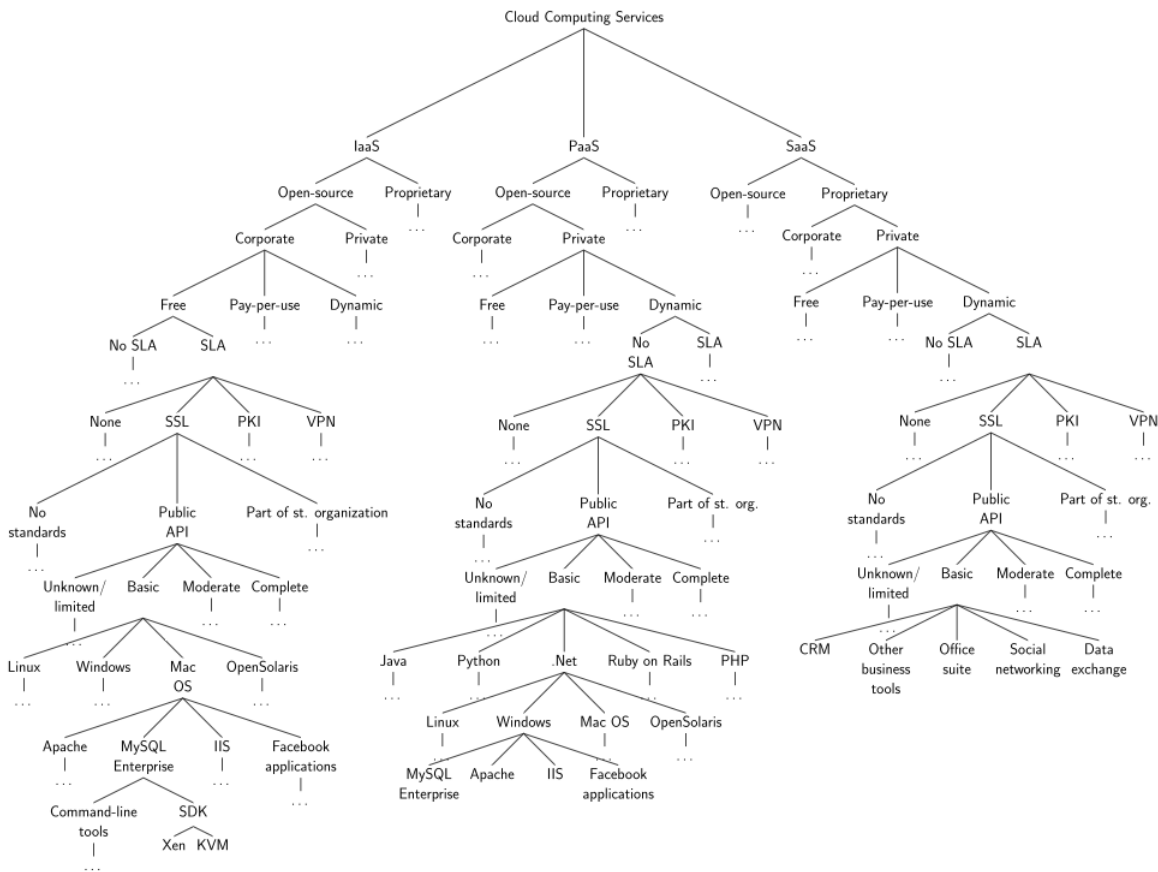 Cloud Computing Services
IaaS PaaS SaaS
Open-source Proprietary Open-source Proprietary Open-source Proprietary
. . . . . . . . .
Corporate Private Corporate Private Corporate Private
. . . . . . . . .
Free Pay-per-use Dynamic Free Pay-per-use Dynamic Free Pay-per-use Dynamic
. . . . . . . . . . . . . . . . . .
No SLA SLA No SLA No SLA SLA
SLA
. . . . . . . . .
None SSL PKI VPN None SSL PKI VPN None SSL PKI VPN
. . . . . . . . . . . . . . . . . . . . . . . . . . .
No Public Part of st. organization No Public Part of st. org. No Public Part of st. org.
standards API standards API standards API
. . . . . . . . . . . . . . . . . .
Unknown/ Basic Moderate Complete Unknown/ Basic Moderate Complete Unknown/ Basic Moderate Complete
limited limited limited
. . . . . . . . . . . . . . . . . . . . . . . . . . .
Linux Windows Mac OpenSolaris Java Python .Net Ruby on Rails PHP CRM Other Office Social Data
OS business suite networking exchange
tools
. . . . . . . . . . . . . . . . . . . . .
Linux Windows Mac OS OpenSolaris
. . . . . . . . .
Apache MySQL IIS Facebook MySQL Apache IIS Facebook
Enterprise applications Enterprise applications
. . . . . . . . .
Command-line SDK
tools
Xen KVM
. . .